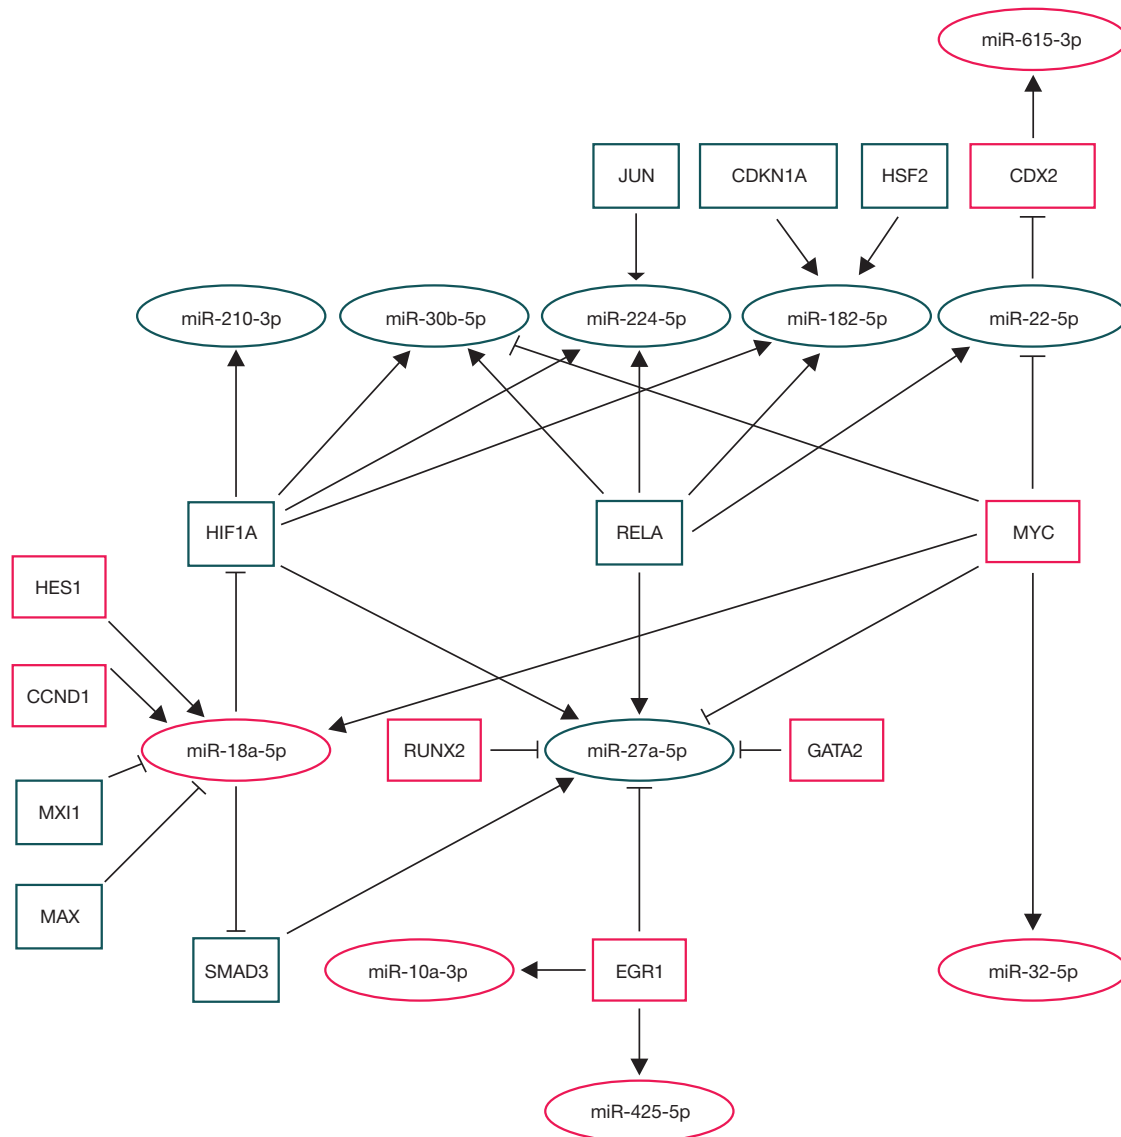 miR-615-3p
JUN
CDKN1A
HSF2
CDX2
miR-210-3p
miR-30b-5p
miR-224-5p
miR-182-5p
miR-22-5p
HIF1A
RELA
MYC
HES1
CCND1
miR-18a-5p
RUNX2
miR-27a-5p
GATA2
MXI1
MAX
SMAD3
miR-10a-3p
EGR1
miR-32-5p
miR-425-5p